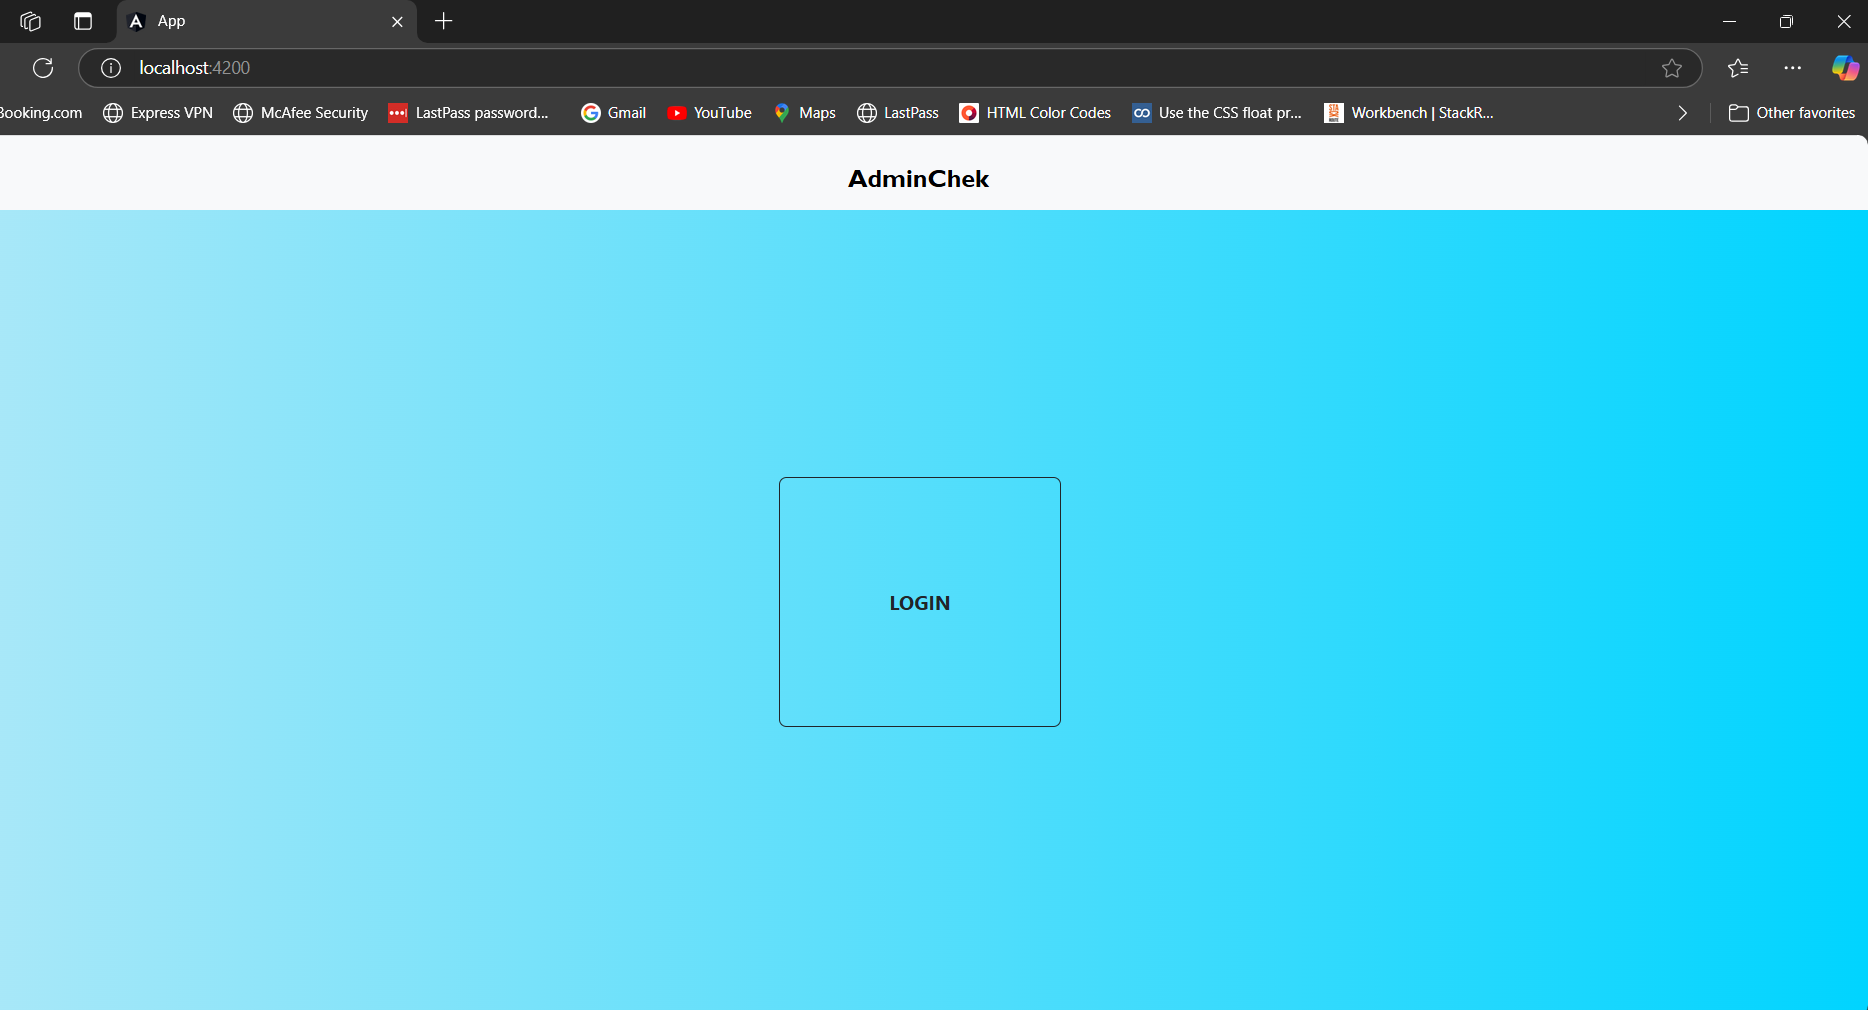 App
localhost:4200
Booking.com Express VPN McAfee Security LastPass password... Gmail YouTube Maps LastPass HTML Color Codes Use the CSS float pr... Workbench | StackR... Other favorites
AdminChek
LOGIN